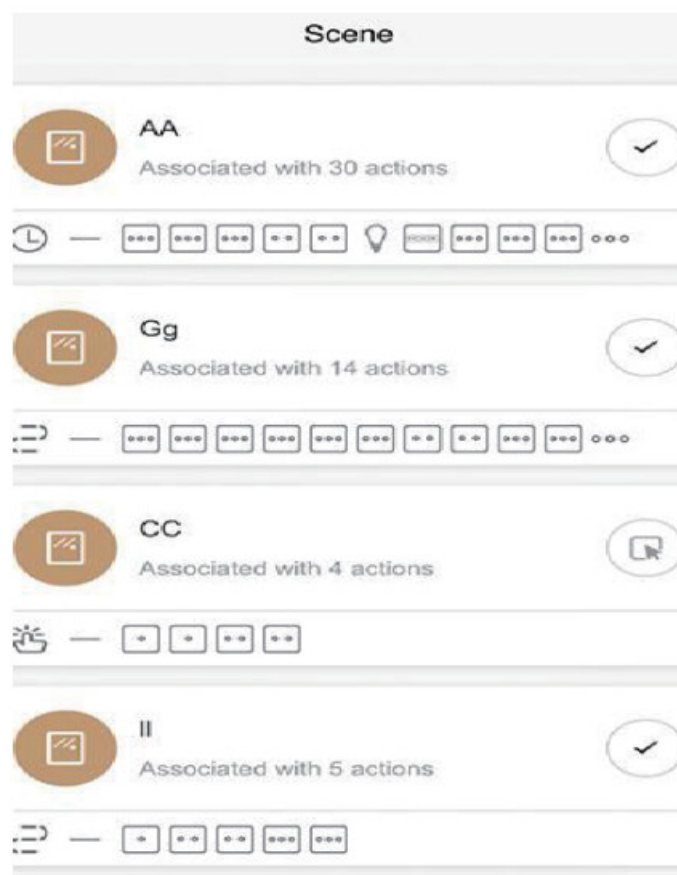 Scene
AA
Associated with 30 actions
Gg
Associated with 14 actions
CC
Associated with 4 actions
II
Associated with 5 actions